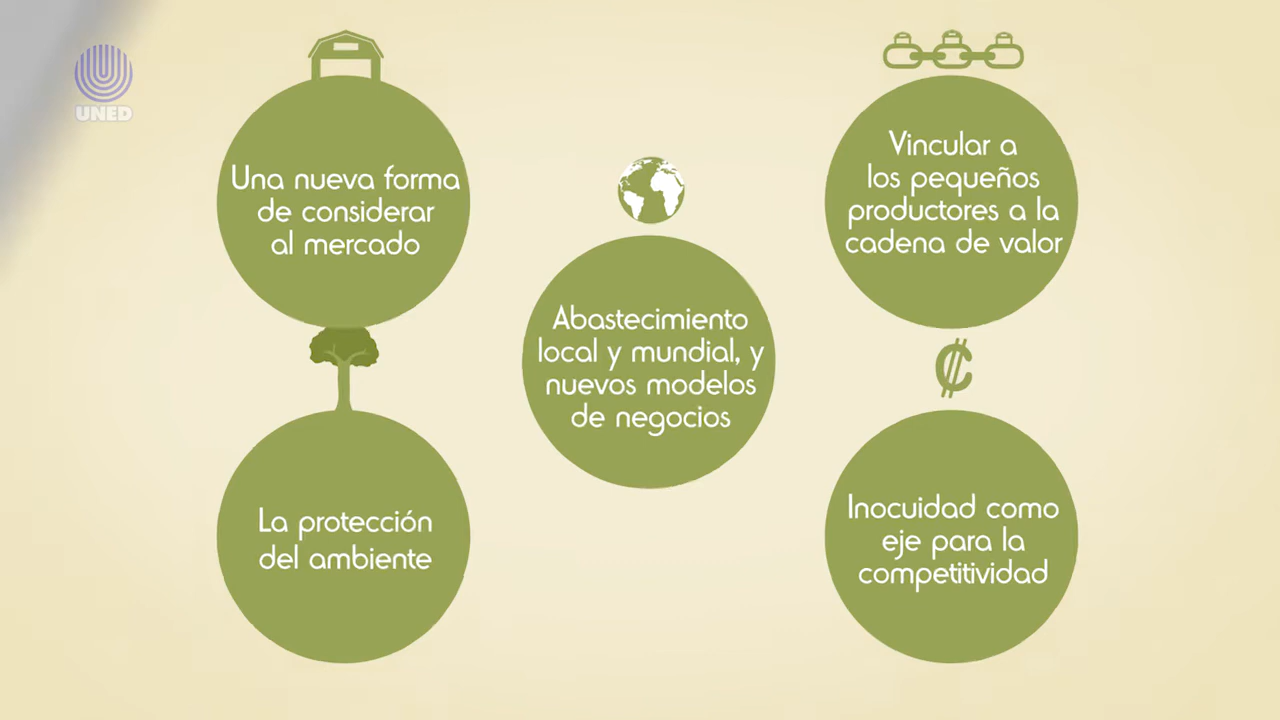 UNED
Una nueva forma
de considerar
al mercado
Vincular a
los pequeños
productores a la
cadena de valor
Abastecimiento
local y mundial, y
nuevos modelos
de negocios
La protección
del ambiente
₡
Inocuidad como
eje para la
competitividad